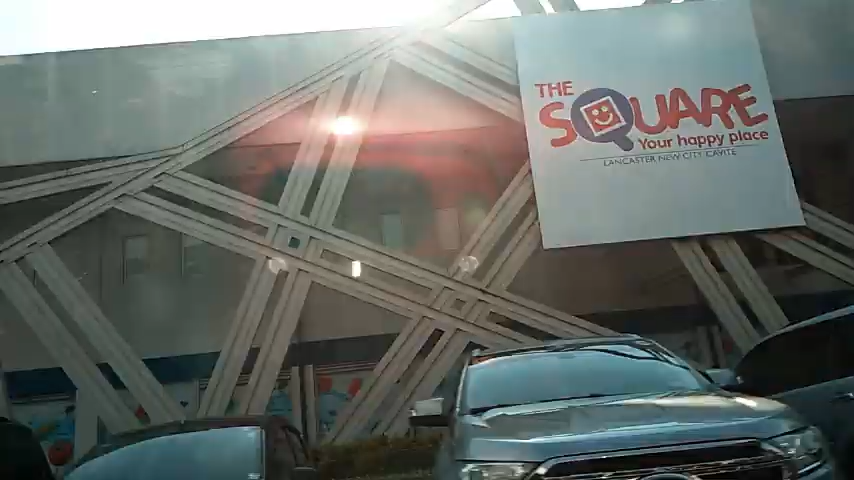 THE
SQUARE
Your happy place
LANCASTER NEW CITY CAVITE